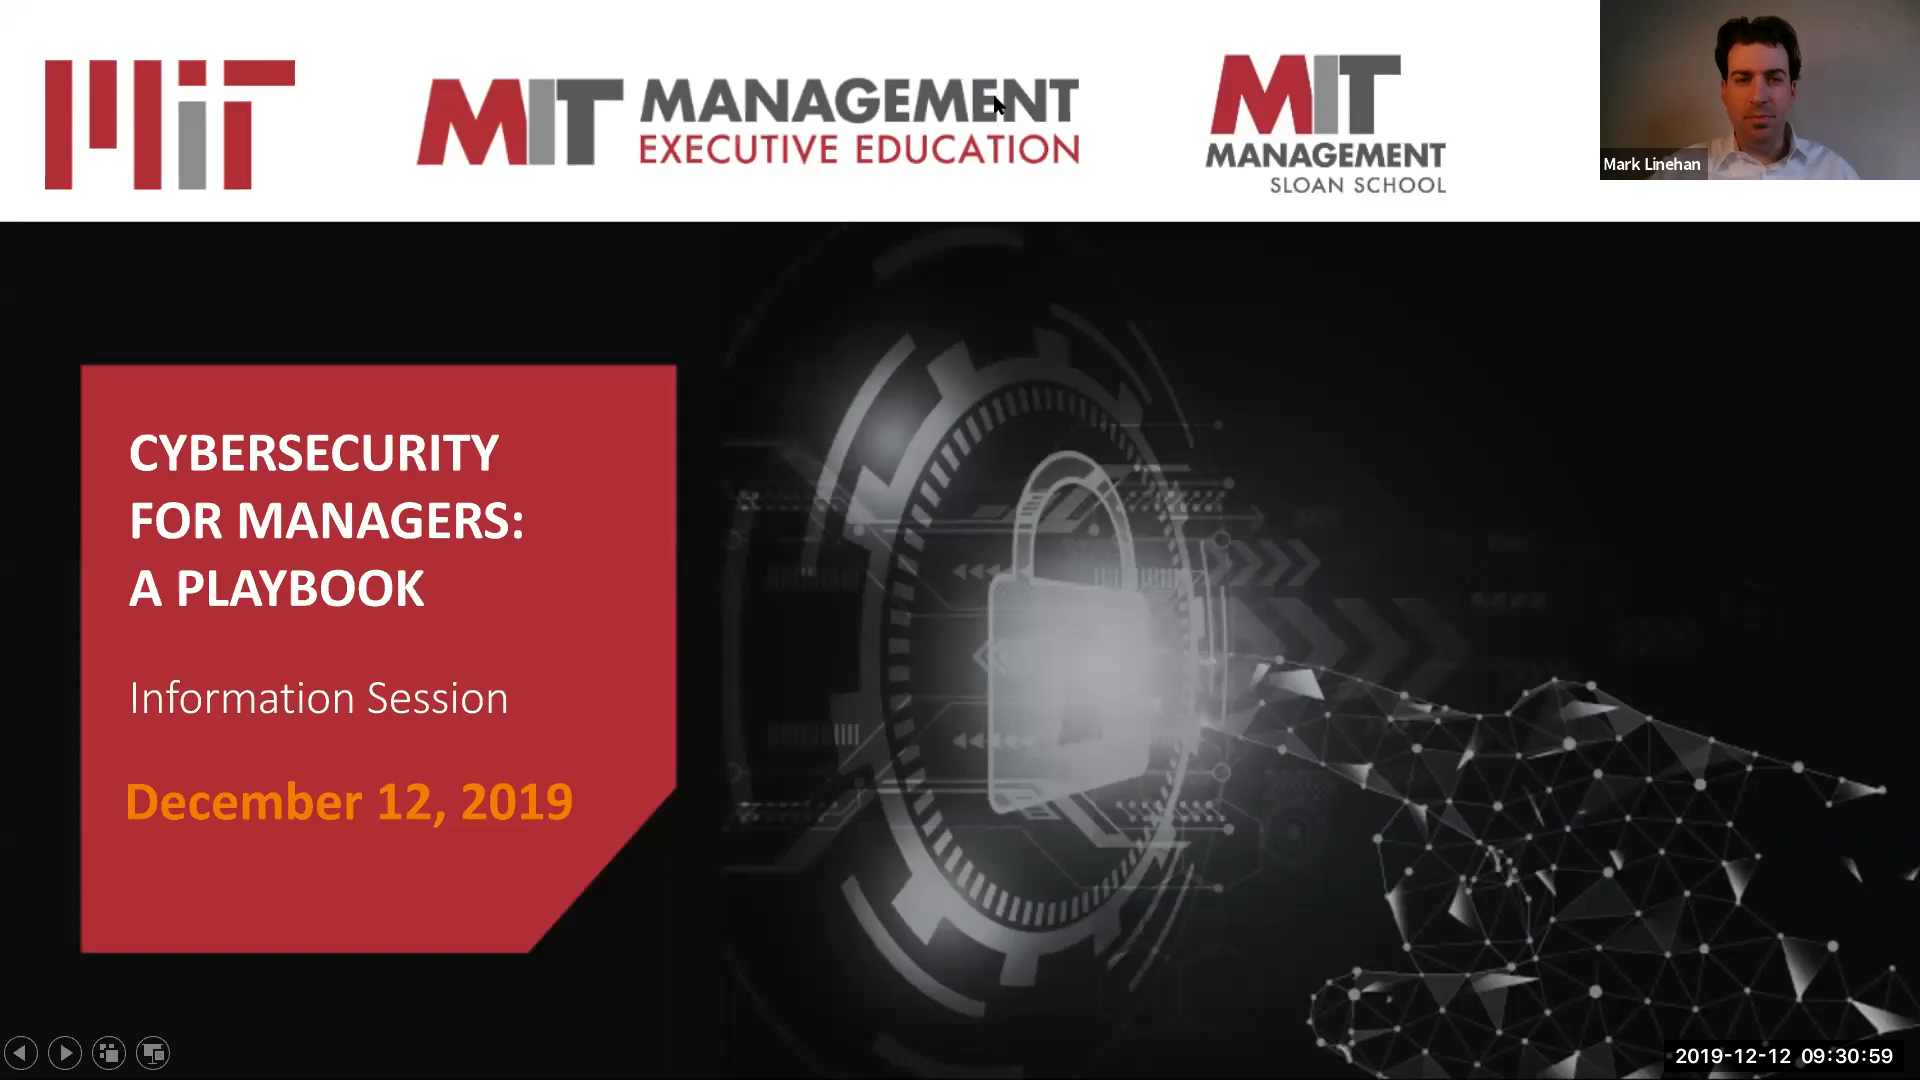 MIT
MIT MANAGEMENT
EXECUTIVE EDUCATION
MIT
MANAGEMENT
SLOAN SCHOOL
Mark Linehan
CYBERSECURITY
FOR MANAGERS:
A PLAYBOOK
Information Session
December 12, 2019
2019-12-12 09:30:59